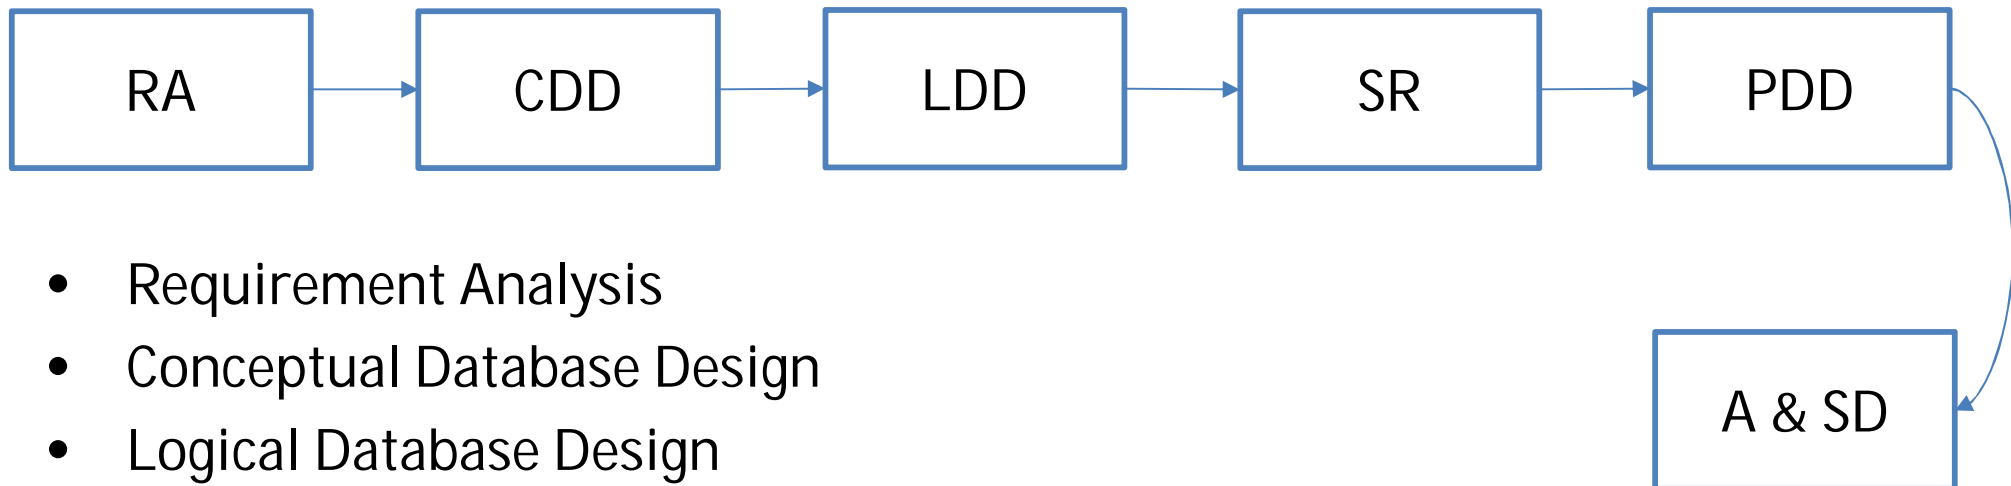 RA
CDD
LDD
SR
PDD
• Requirement Analysis
• Conceptual Database Design
A & SD
• Logical Database Design